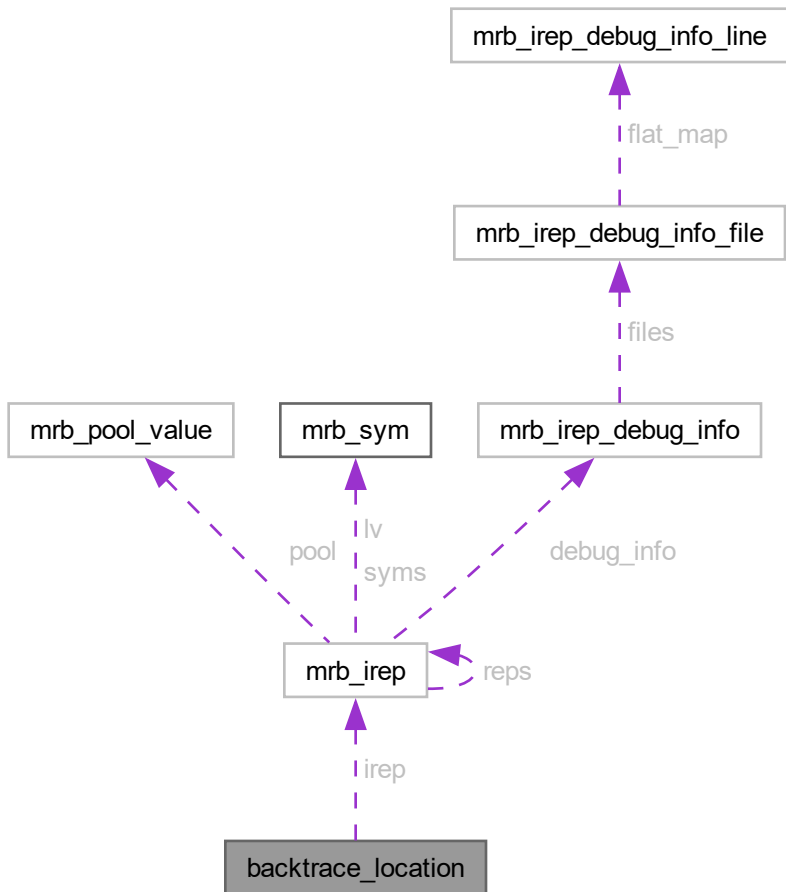 mrb_irep_debug_info_line
flat_map
mrb_irep_debug_info_file
files
mrb_pool_value
mrb_sym
mrb_irep_debug_info
lv
syms
pool
debug_info
mrb_irep
reps
irep
backtrace_location